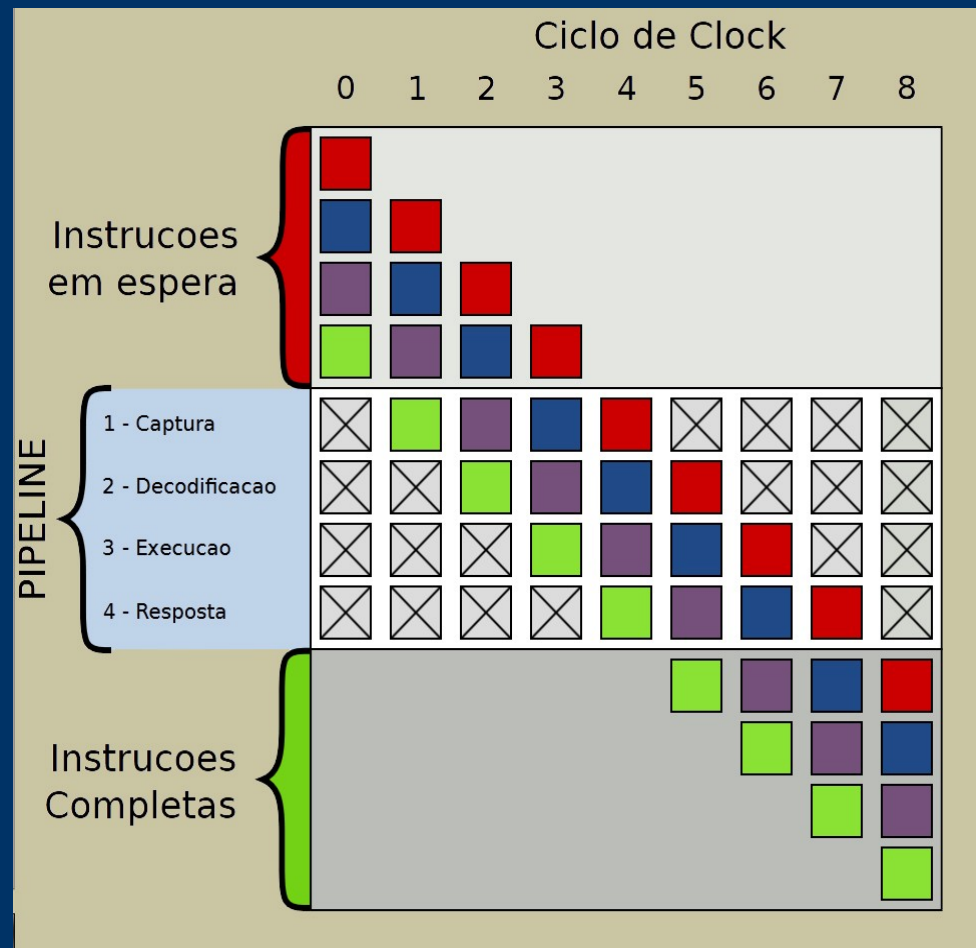 Ciclo de Clock
0 1 2 3 4 5 6 7 8
Instrucoes
em espera
PIPELINE
1 - Captura
2 - Decodificacao
3 - Execucao
4 - Resposta
Instrucoes
Completas